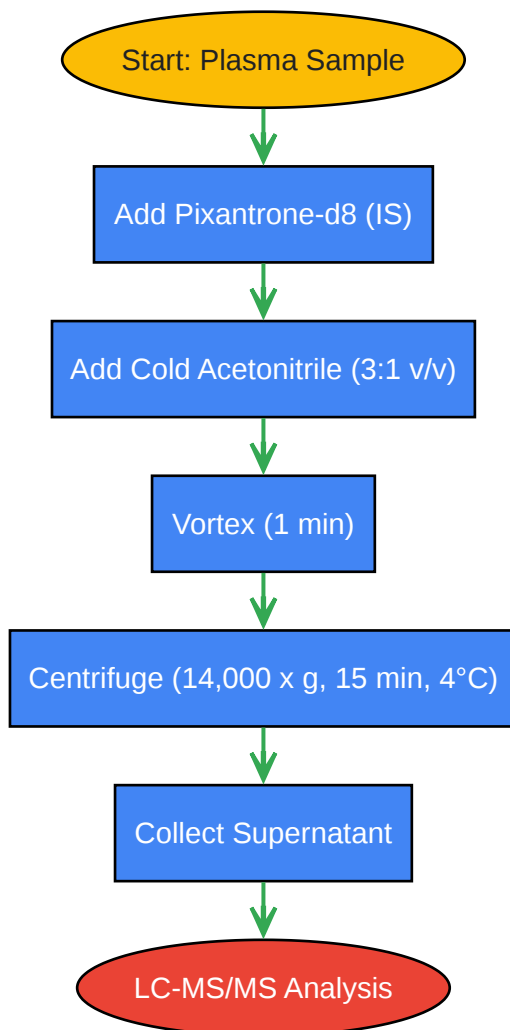 Start: Plasma Sample
Add Pixantrone-d8 (IS)
Add Cold Acetonitrile (3:1 v/v)
Vortex (1 min)
Centrifuge (14,000 x g, 15 min, 4°C)
Collect Supernatant
LC-MS/MS Analysis